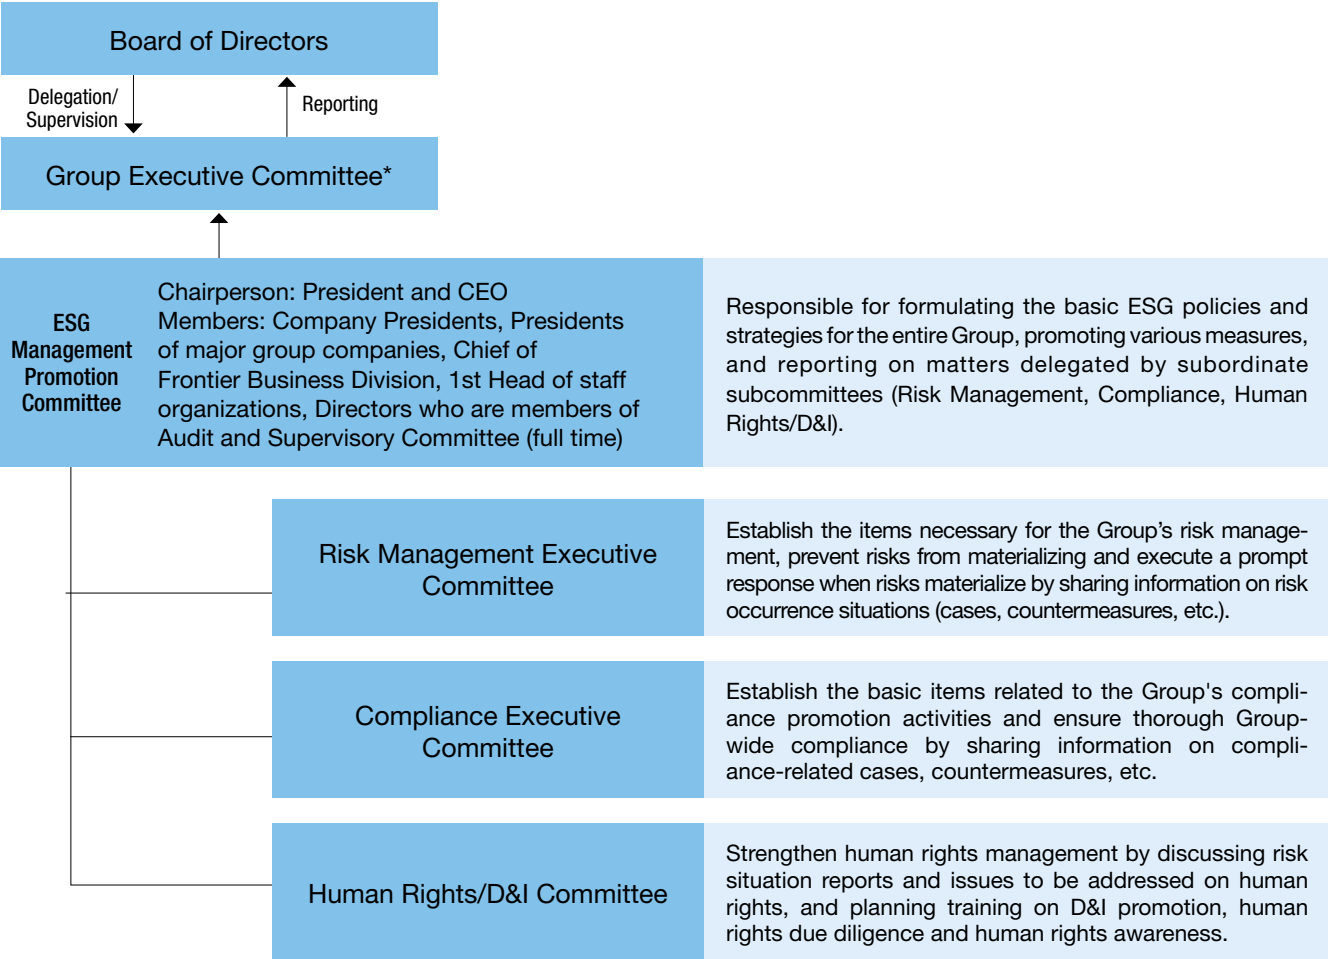 Board of Directors
Delegation/
Supervision
Reporting
Group Executive Committee*
ESG
Management
Promotion
Committee
Chairperson: President and CEO
Members: Company Presidents, Presidents
of major group companies, Chief of
Frontier Business Division, 1st Head of staff
organizations, Directors who are members of
Audit and Supervisory Committee (full time)
Responsible for formulating the basic ESG policies and
strategies for the entire Group, promoting various measures,
and reporting on matters delegated by subordinate
subcommittees (Risk Management, Compliance, Human
Rights/D&I).
Risk Management Executive
Committee
Establish the items necessary for the Group’s risk manage-
ment, prevent risks from materializing and execute a prompt
response when risks materialize by sharing information on risk
occurrence situations (cases, countermeasures, etc.).
Compliance Executive
Committee
Establish the basic items related to the Group's compli-
ance promotion activities and ensure thorough Group-
wide compliance by sharing information on compli-
ance-related cases, countermeasures, etc.
Human Rights/D&I Committee
Strengthen human rights management by discussing risk
situation reports and issues to be addressed on human
rights, and planning training on D&I promotion, human
rights due diligence and human rights awareness.